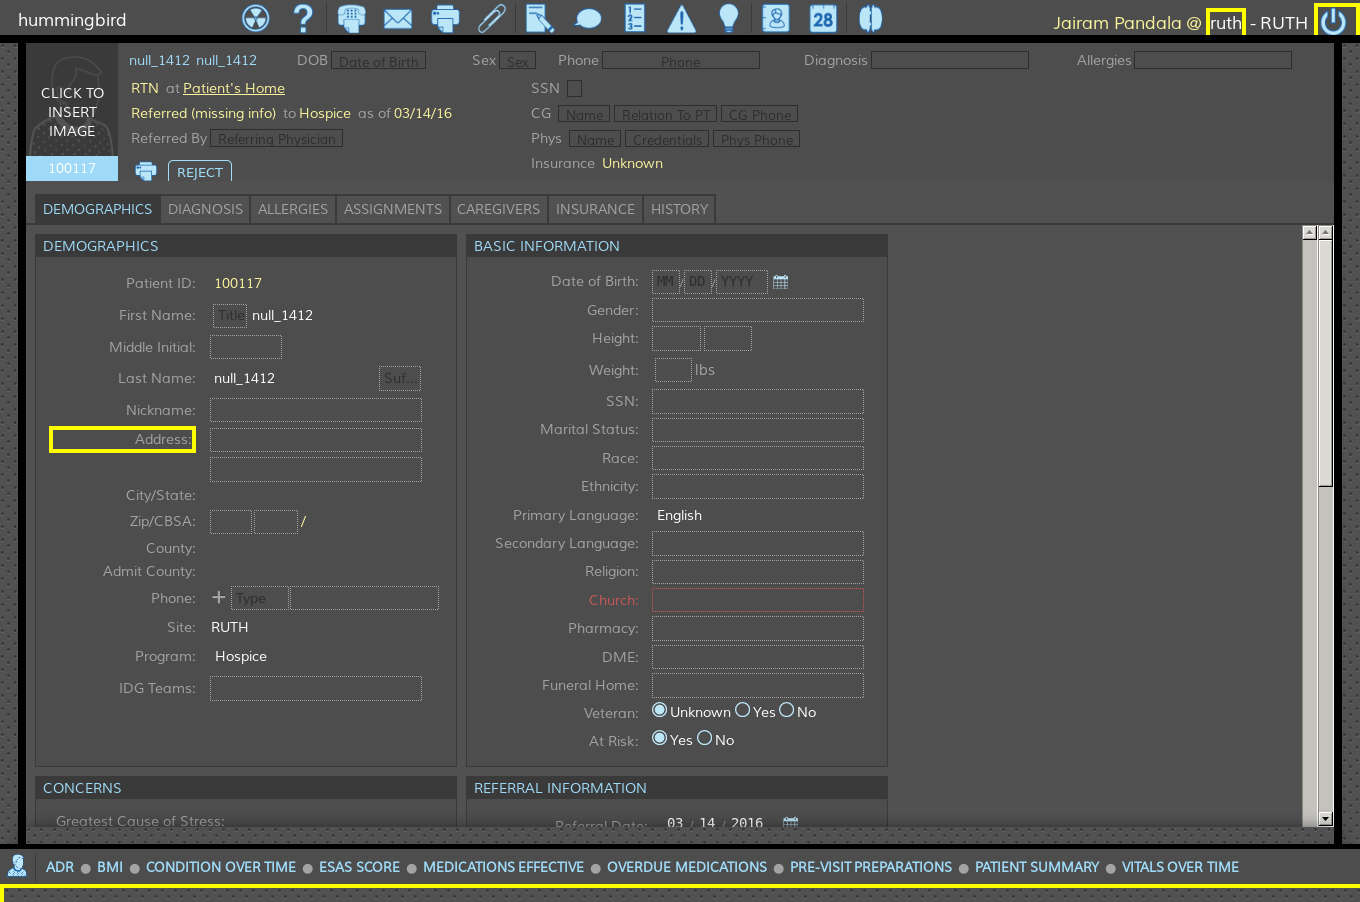 hummingbird
28
Jairam Pandala @ ruth - RUTH
CLICK TO
INSERT
IMAGE
100117
null_1412 null_1412 DOB Date of Birth Sex Sex Phone Phone Diagnosis Allergies
RTN at Patient's Home SSN
Referred (missing info) to Hospice as of 03/14/16 CG Name Relation To PT CG Phone
Referred By Referring Physician Phys Name Credentials Phys Phone
Insurance Unknown
REJECT
DEMOGRAPHICS DIAGNOSIS ALLERGIES ASSIGNMENTS CAREGIVERS INSURANCE HISTORY
DEMOGRAPHICS
Patient ID: 100117
First Name: Title null_1412
Middle Initial:
Last Name: null_1412 Suf...
Nickname:
Address:
City/State:
Zip/CBSA: /
County:
Admit County:
Phone: + Type
Site: RUTH
Program: Hospice
IDG Teams:
BASIC INFORMATION
Date of Birth: MM / DD / YYYY
Gender:
Height:
Weight: lbs
SSN:
Marital Status:
Race:
Ethnicity:
Primary Language: English
Secondary Language:
Religion:
Church:
Pharmacy:
DME:
Funeral Home:
Veteran: Unknown Yes No
At Risk: Yes No
CONCERNS
Greatest Cause of Stress:
REFERRAL INFORMATION
Referral Date: 03 / 14 / 2016
ADR ● BMI ● CONDITION OVER TIME ● ESAS SCORE ● MEDICATIONS EFFECTIVE ● OVERDUE MEDICATIONS ● PRE-VISIT PREPARATIONS ● PATIENT SUMMARY ● VITALS OVER TIME